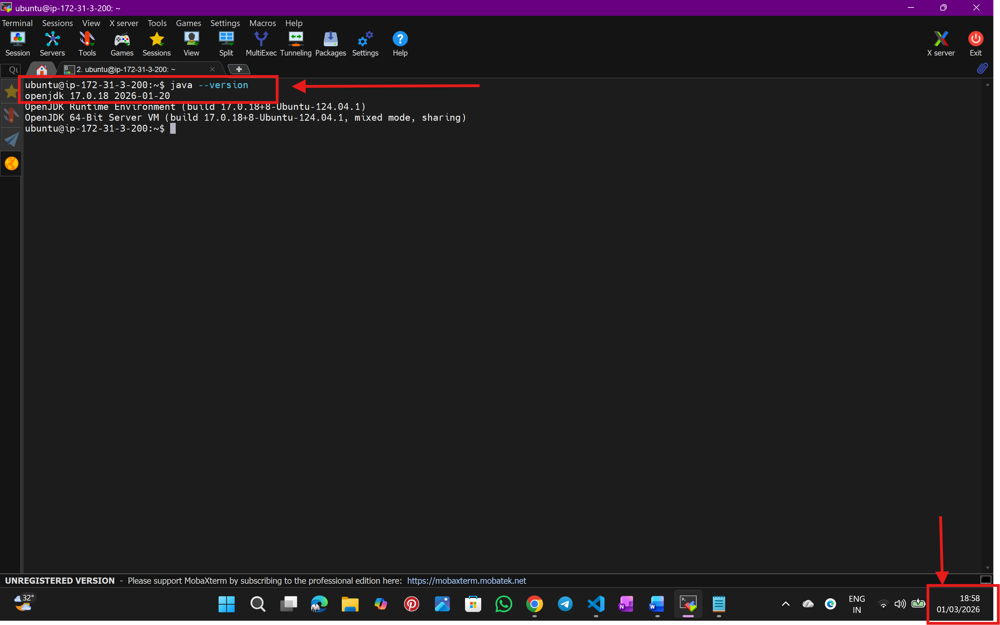 ubuntu@ip-172-31-3-200: ~
Terminal Sessions View X server Tools Games Settings Macros Help
Session Servers Tools Games Sessions View Split MultiExec Tunneling Packages Settings Help X server Exit
2. ubuntu@ip-172-31-3-200: ~
ubuntu@ip-172-31-3-200:~$ java --version
openjdk 17.0.18 2026-01-20
OpenJDK Runtime Environment (build 17.0.18+8-Ubuntu-124.04.1)
OpenJDK 64-Bit Server VM (build 17.0.18+8-Ubuntu-124.04.1, mixed mode, sharing)
ubuntu@ip-172-31-3-200:~$
UNREGISTERED VERSION - Please support MobaXterm by subscribing to the professional edition here: https://mobaxterm.mobatek.net
32°
ENG
IN
18:58
01/03/2026